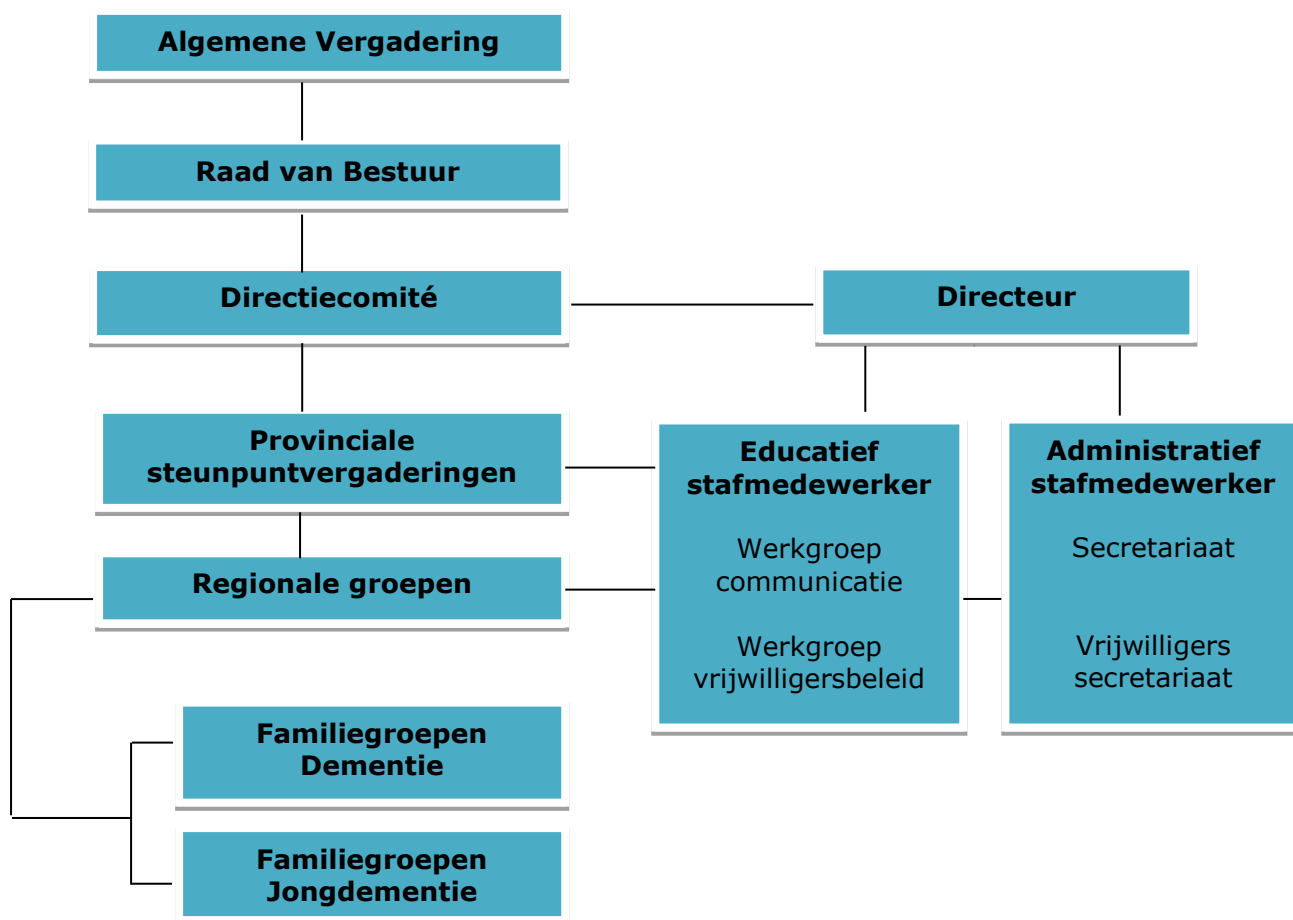 Algemene Vergadering
Raad van Bestuur
Directiecomité
Directeur
Provinciale
steunpuntvergaderingen
Regionale groepen
Educatief
stafmedewerker
Werkgroep
communicatie
Werkgroep
vrijwilligersbeleid
Administratief
stafmedewerker
Secretariaat
Vrijwilligers
secretariaat
Familiegroepen
Dementie
Familiegroepen
Jongdementie